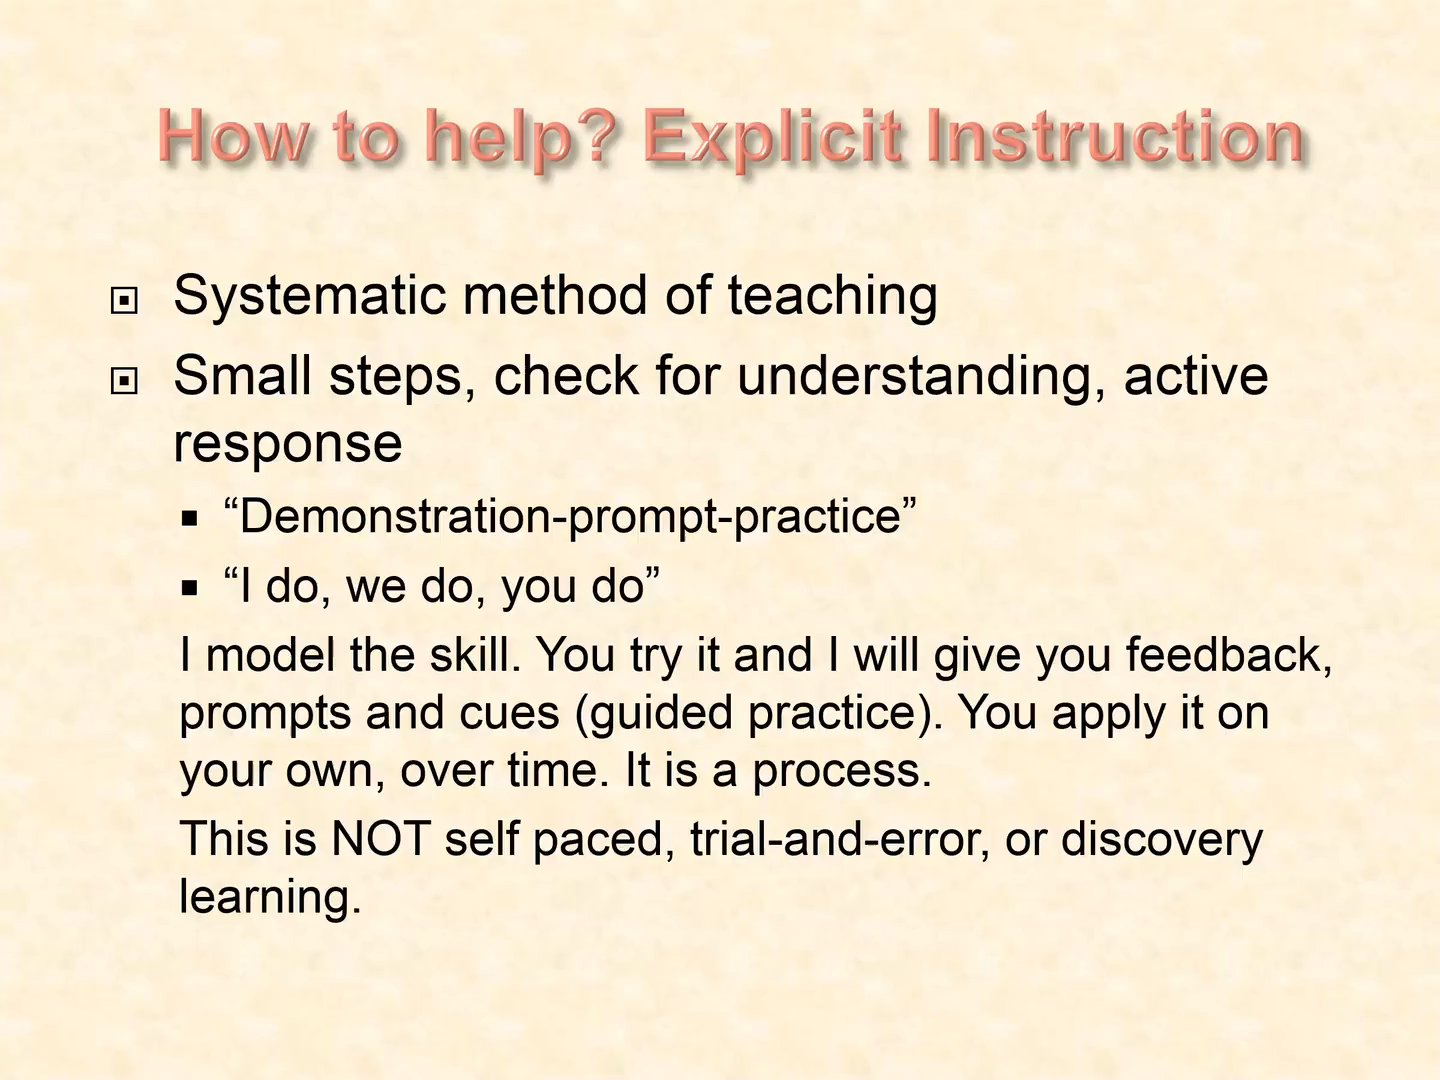 How to help? Explicit Instruction
Systematic method of teaching
Small steps, check for understanding, active
response
“Demonstration-prompt-practice”
“I do, we do, you do”
I model the skill. You try it and I will give you feedback,
prompts and cues (guided practice). You apply it on
your own, over time. It is a process.
This is NOT self paced, trial-and-error, or discovery
learning.